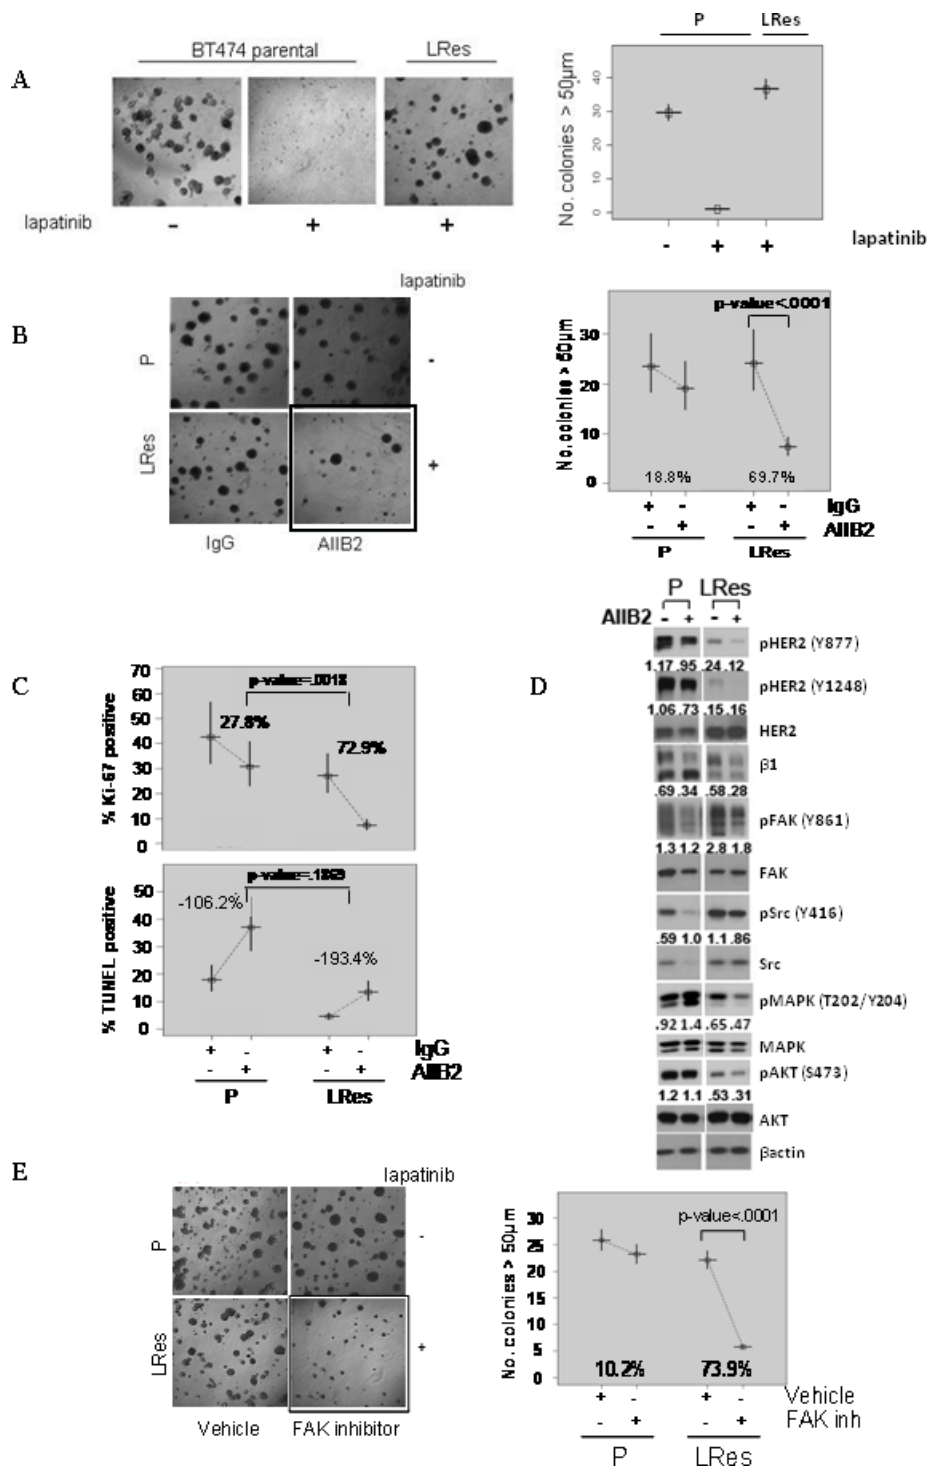 P LRes
BT474 parental LRes
A
No. colonies > 50µm
40
30
20
10
0
lapatinib - + +
- + + lapatinib
lapatinib
B
P -
LRes +
IgG AIIB2
No. colonies > 50µm
p-value<.0001
30
20
10
0
18.8% 69.7%
+ - + - IgG
- + - + AIIB2
P LRes
C
% Ki-67 positive
70
60
50
40
30
20
10
0
p-value=.0018
27.8%
72.9%
% TUNEL positive
50
40
30
20
10
0
-106.2%
-193.4%
+ - + - IgG
- + - + AIIB2
P LRes
D
P LRes
AIIB2 - + - +
pHER2 (Y877)
1.17 .95 .24 .12
pHER2 (Y1248)
1.06 .73 .15 .16
HER2
β1
.69 .34 .58 .28
pFAK (Y861)
1.3 1.2 2.8 1.8
FAK
pSrc (Y416)
.59 1.0 1.1 .86
Src
pMAPK (T202/Y204)
.92 1.4 .65 .47
MAPK
pAKT (S473)
1.2 1.1 .53 .31
AKT
βactin
E
lapatinib
P -
LRes +
Vehicle FAK inhibitor
No. colonies > 50µm
30
25
20
15
10
5
0
p-value<.0001
10.2% 73.9%
+ - + - Vehicle
- + - + FAK inh
P LRes